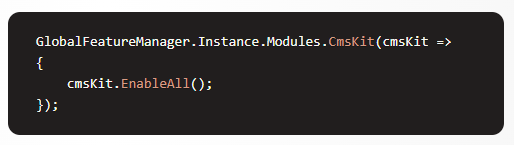 GlobalFeatureManager.Instance.Modules.CmsKit(cmsKit =>
{
    cmsKit.EnableAll();
});